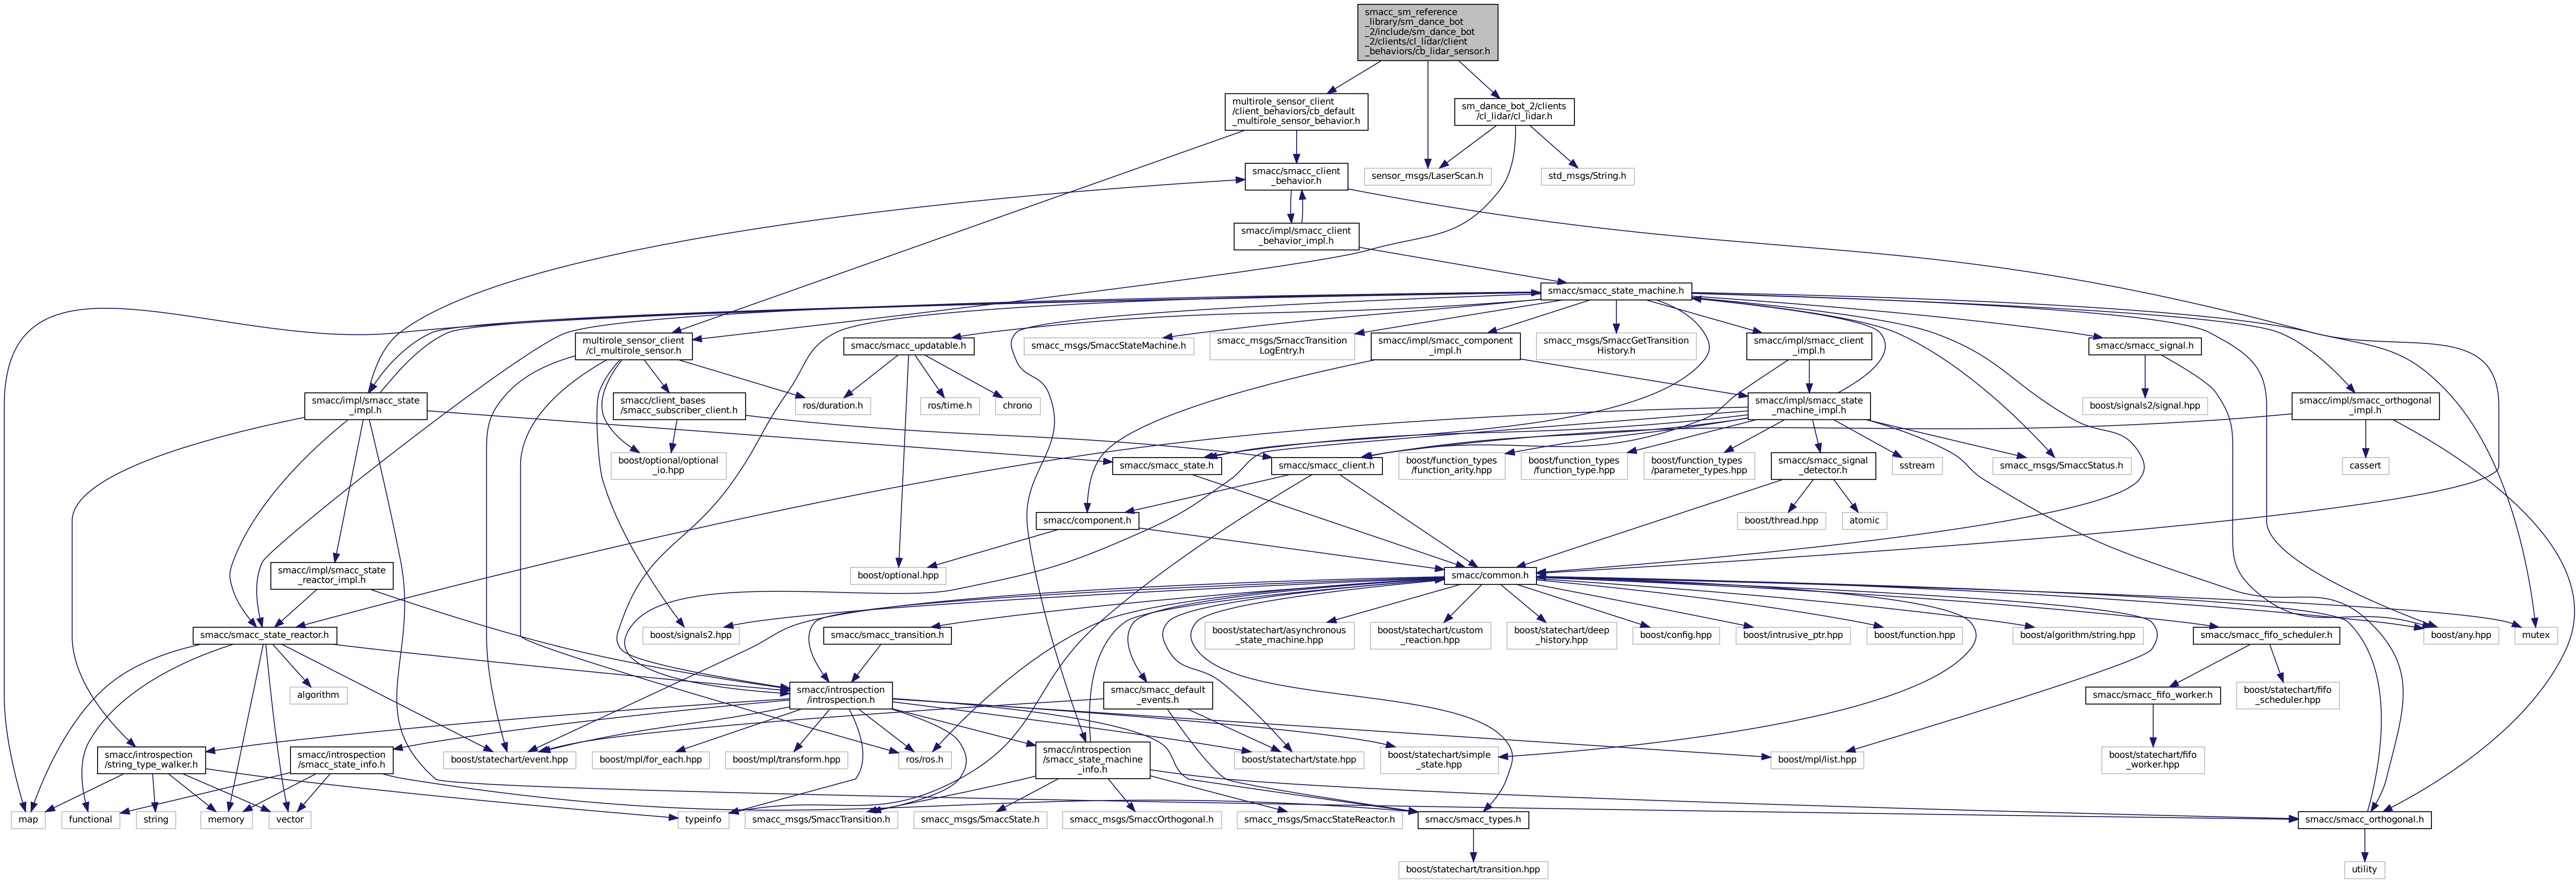 smacc_sm_reference
_library/sm_dance_bot
_2/include/sm_dance_bot
_2/clients/cl_lidar/client
_behaviors/cb_lidar_sensor.h
multirole_sensor_client
/client_behaviors/cb_default
_multirole_sensor_behavior.h
sm_dance_bot_2/clients
/cl_lidar/cl_lidar.h
smacc/smacc_client
_behavior.h
sensor_msgs/LaserScan.h
std_msgs/String.h
smacc/impl/smacc_client
_behavior_impl.h
smacc/smacc_state_machine.h
multirole_sensor_client
/cl_multirole_sensor.h
smacc/smacc_updatable.h
smacc_msgs/SmaccStateMachine.h
smacc_msgs/SmaccTransition
LogEntry.h
smacc/impl/smacc_component
_impl.h
smacc_msgs/SmaccGetTransition
History.h
smacc/impl/smacc_client
_impl.h
smacc/smacc_signal.h
smacc/impl/smacc_state
_impl.h
smacc/client_bases
/smacc_subscriber_client.h
ros/duration.h
ros/time.h
chrono
smacc/impl/smacc_state
_machine_impl.h
boost/signals2/signal.hpp
smacc/impl/smacc_orthogonal
_impl.h
boost/optional/optional
_io.hpp
smacc/smacc_state.h
smacc/smacc_client.h
boost/function_types
/function_arity.hpp
boost/function_types
/function_type.hpp
boost/function_types
/parameter_types.hpp
smacc/smacc_signal
_detector.h
sstream
smacc_msgs/SmaccStatus.h
cassert
smacc/component.h
boost/thread.hpp
atomic
smacc/impl/smacc_state
_reactor_impl.h
boost/optional.hpp
smacc/common.h
smacc/smacc_state_reactor.h
boost/signals2.hpp
smacc/smacc_transition.h
boost/statechart/asynchronous
_state_machine.hpp
boost/statechart/custom
_reaction.hpp
boost/statechart/deep
_history.hpp
boost/config.hpp
boost/intrusive_ptr.hpp
boost/function.hpp
boost/algorithm/string.hpp
smacc/smacc_fifo_scheduler.h
boost/any.hpp
mutex
algorithm
smacc/introspection
/introspection.h
smacc/smacc_default
_events.h
smacc/smacc_fifo_worker.h
boost/statechart/fifo
_scheduler.hpp
smacc/introspection
/string_type_walker.h
smacc/introspection
/smacc_state_info.h
boost/statechart/event.hpp
boost/mpl/for_each.hpp
boost/mpl/transform.hpp
ros/ros.h
smacc/introspection
/smacc_state_machine
_info.h
boost/statechart/state.hpp
boost/statechart/simple
_state.hpp
boost/mpl/list.hpp
boost/statechart/fifo
_worker.hpp
map
functional
string
memory
vector
typeinfo
smacc_msgs/SmaccTransition.h
smacc_msgs/SmaccState.h
smacc_msgs/SmaccOrthogonal.h
smacc_msgs/SmaccStateReactor.h
smacc/smacc_types.h
smacc/smacc_orthogonal.h
boost/statechart/transition.hpp
utility